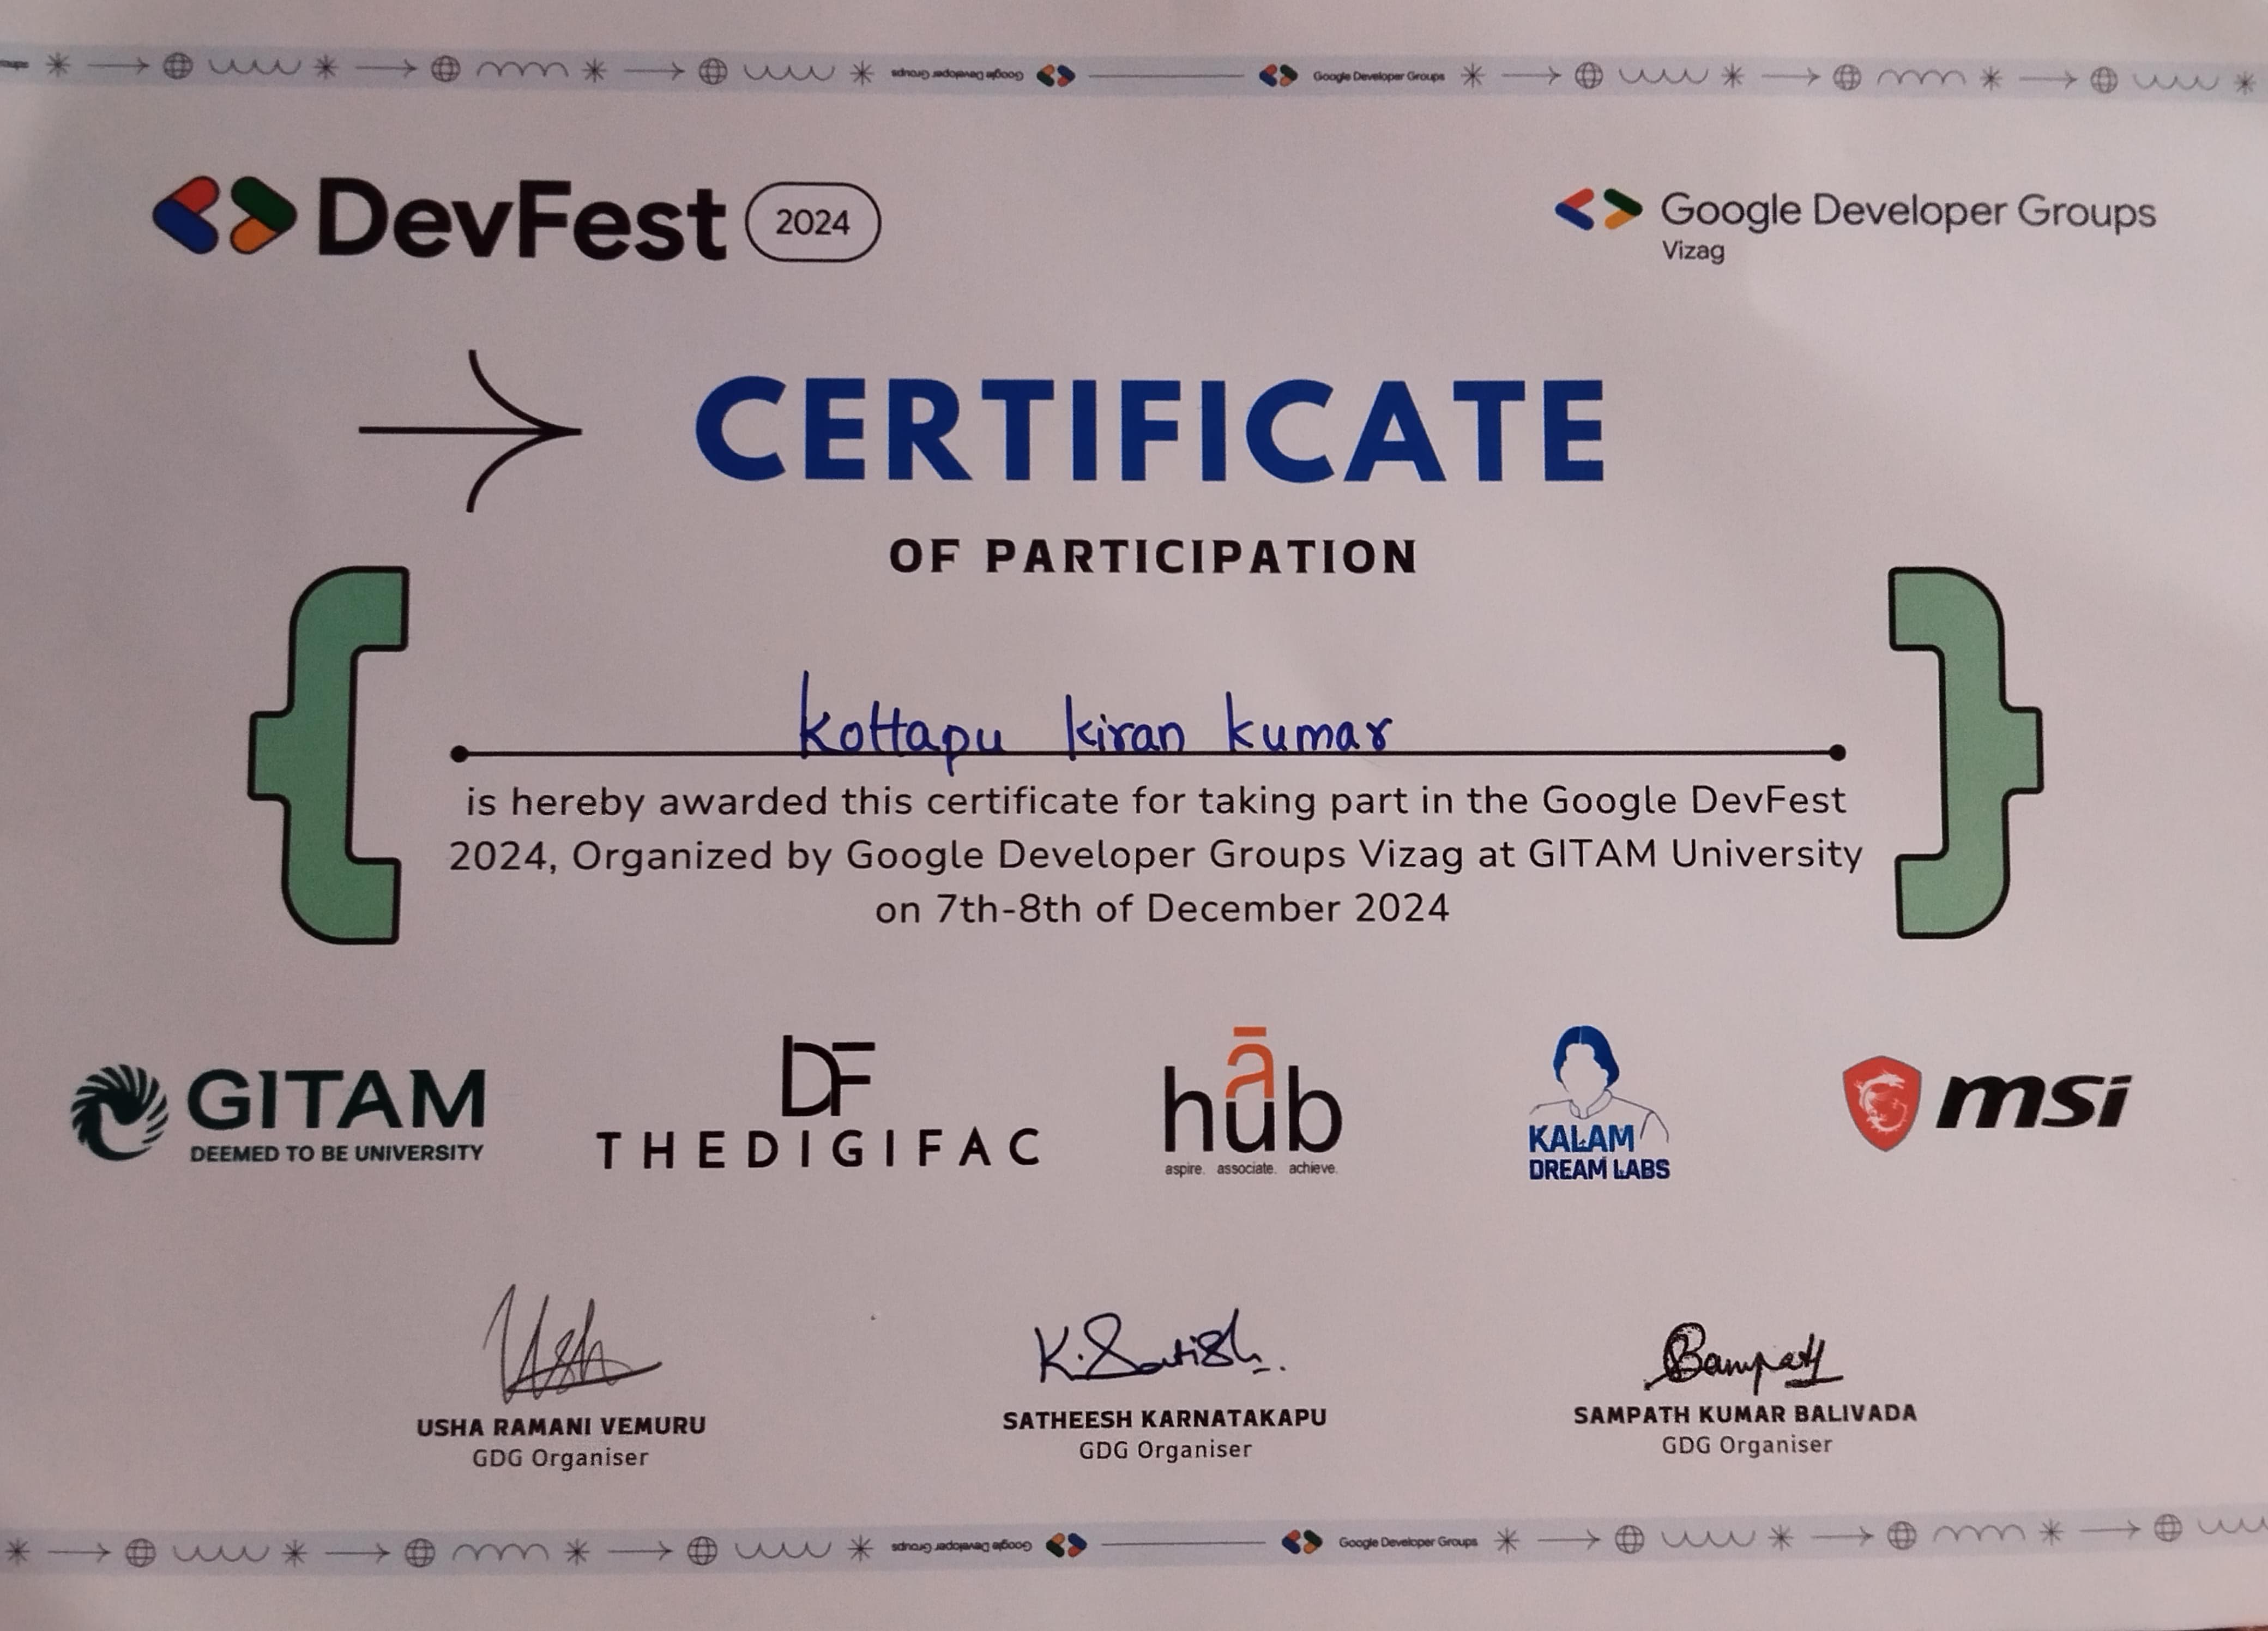 Google Developer Groups Google Developer Groups
DevFest 2024
Google Developer Groups
Vizag
CERTIFICATE
OF PARTICIPATION
Kottapu Kiran Kumar
is hereby awarded this certificate for taking part in the Google DevFest
2024, Organized by Google Developer Groups Vizag at GITAM University
on 7th-8th of December 2024
GITAM
DEEMED TO BE UNIVERSITY
DF
THEDIGIFAC
hāub
aspire. associate. achieve.
KALAM
DREAM LABS
msi
Ush
K. Satish.
Sampath
USHA RAMANI VEMURU
GDG Organiser
SATHEESH KARNATAKAPU
GDG Organiser
SAMPATH KUMAR BALIVADA
GDG Organiser
Google Developer Groups Google Developer Groups